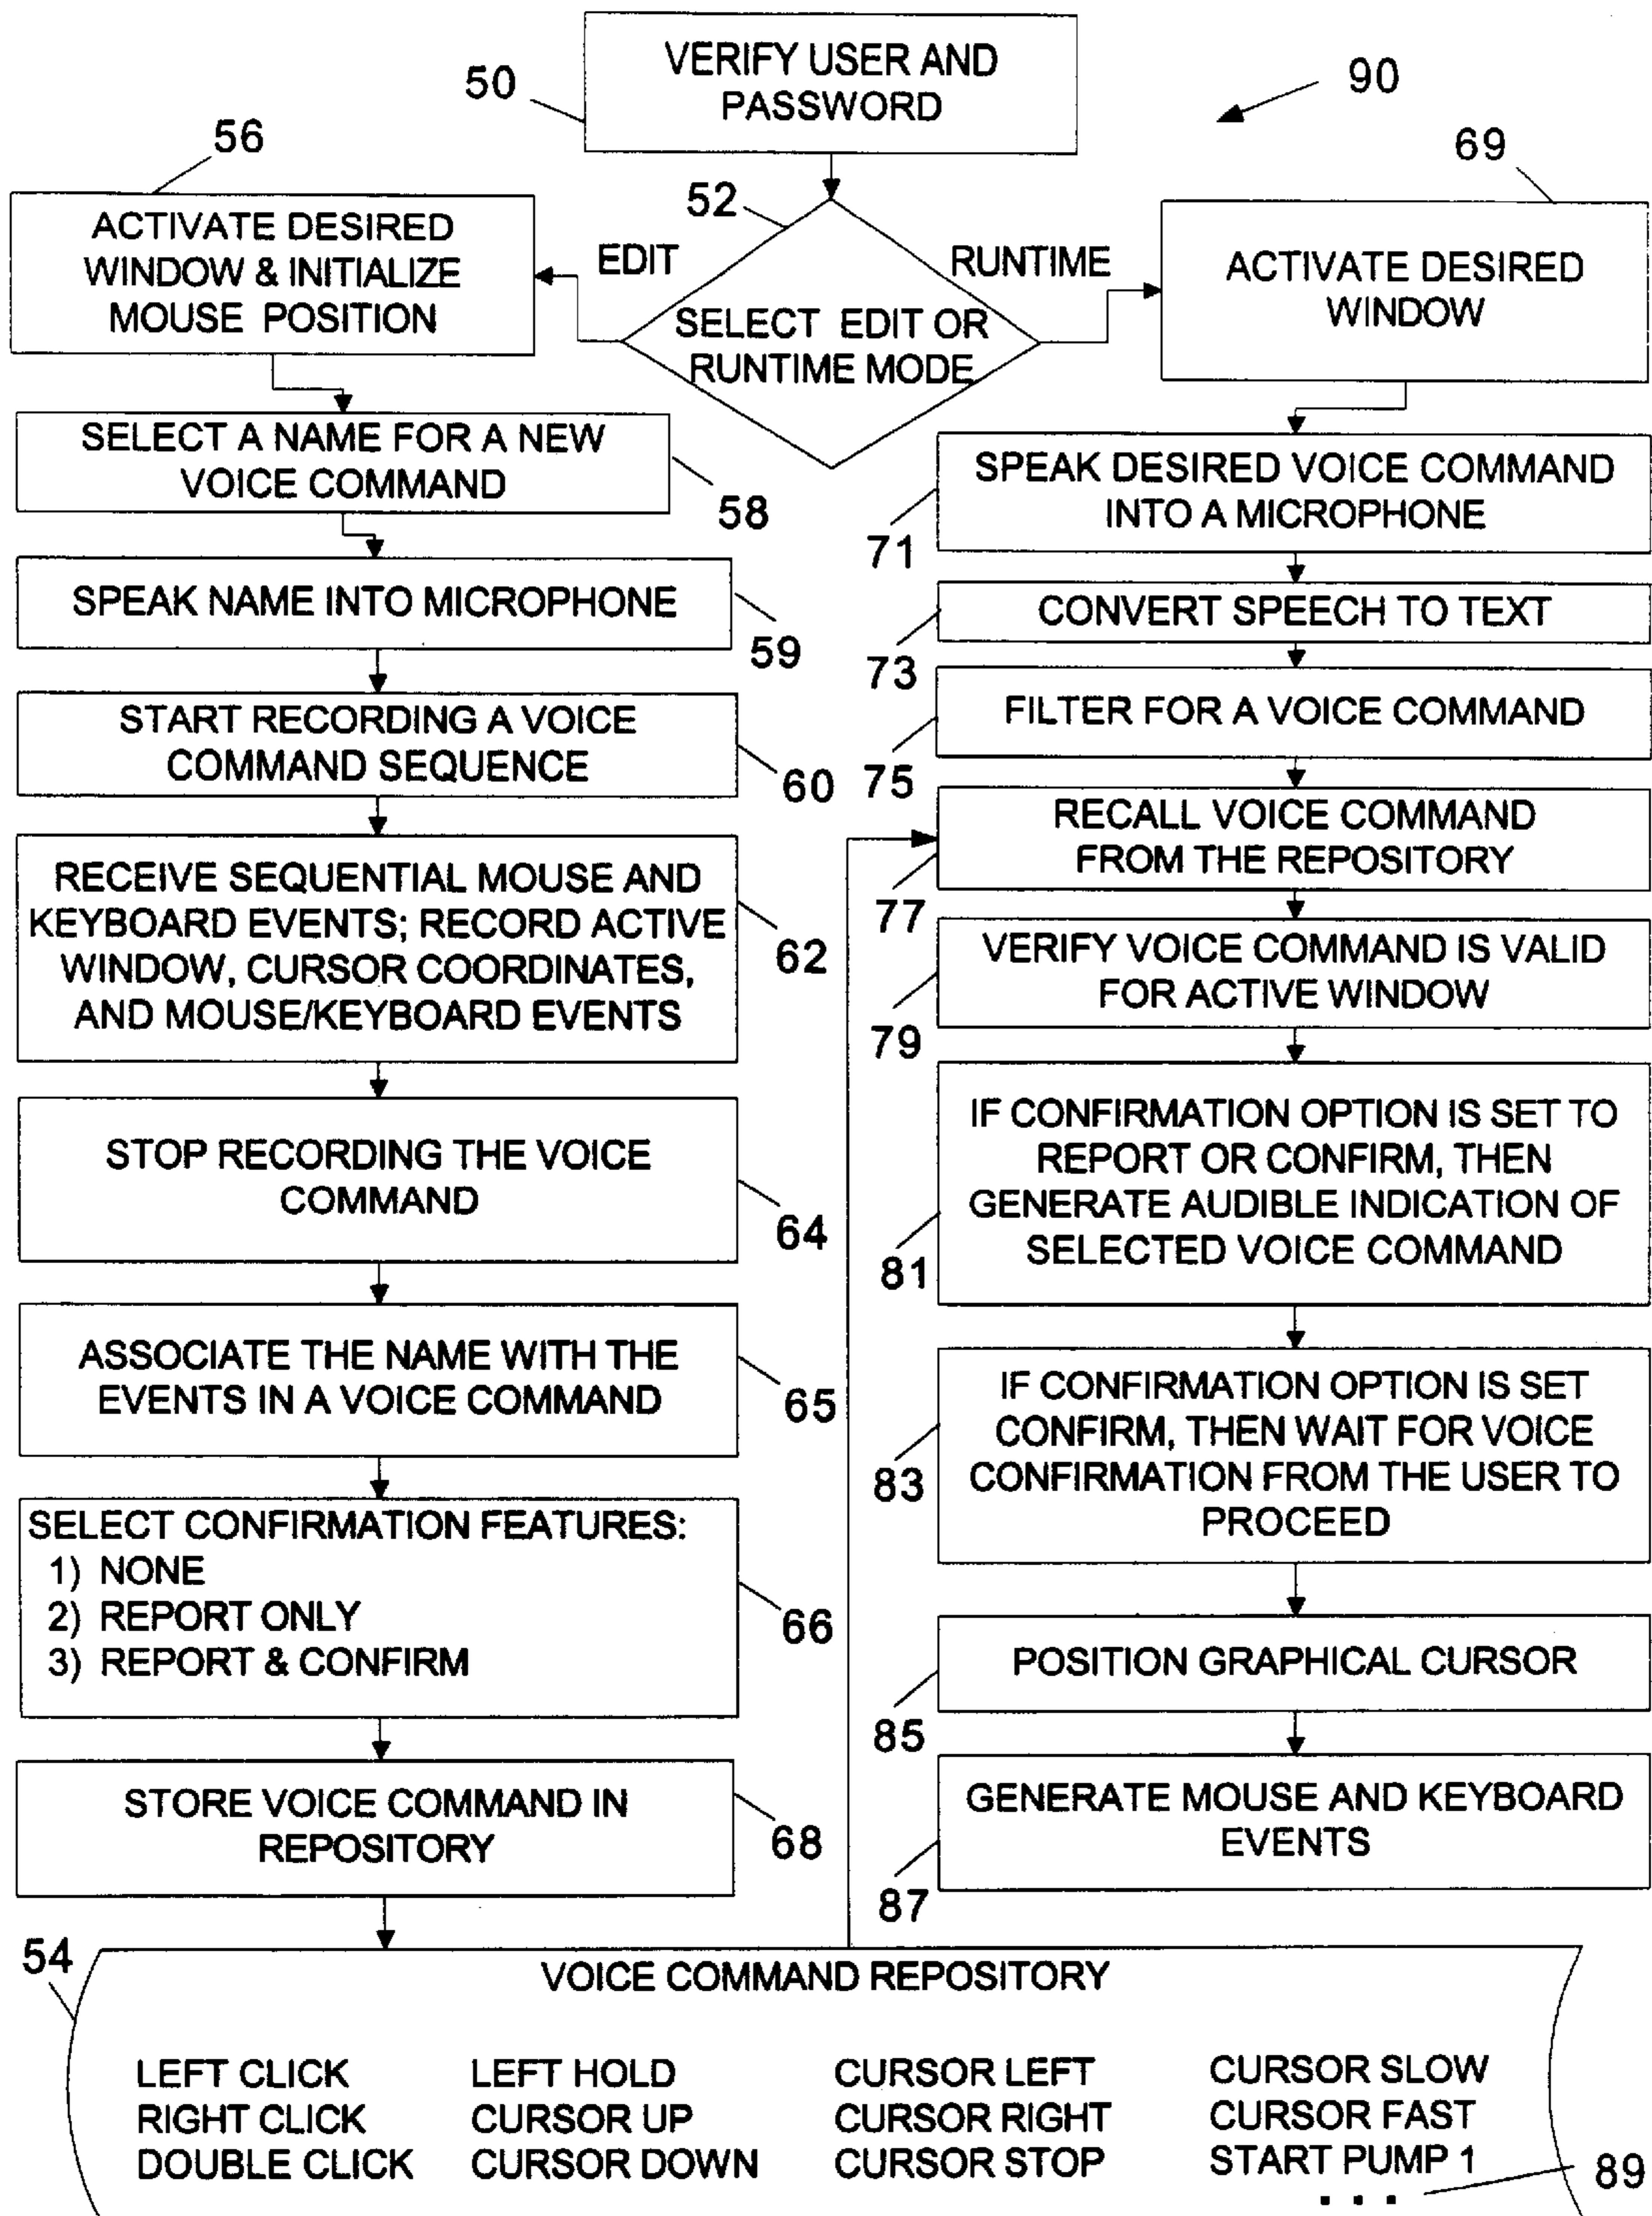 VERIFY USER AND
PASSWORD
50
90
52
SELECT EDIT OR
RUNTIME MODE
EDIT
RUNTIME
56
ACTIVATE DESIRED
WINDOW & INITIALIZE
MOUSE POSITION
SELECT A NAME FOR A NEW
VOICE COMMAND
58
SPEAK NAME INTO MICROPHONE
59
START RECORDING A VOICE
COMMAND SEQUENCE
60
RECEIVE SEQUENTIAL MOUSE AND
KEYBOARD EVENTS; RECORD ACTIVE
WINDOW, CURSOR COORDINATES,
AND MOUSE/KEYBOARD EVENTS
62
STOP RECORDING THE VOICE
COMMAND
64
ASSOCIATE THE NAME WITH THE
EVENTS IN A VOICE COMMAND
65
SELECT CONFIRMATION FEATURES:
1) NONE
2) REPORT ONLY
3) REPORT & CONFIRM
66
STORE VOICE COMMAND IN
REPOSITORY
68
69
ACTIVATE DESIRED
WINDOW
SPEAK DESIRED VOICE COMMAND
INTO A MICROPHONE
71
CONVERT SPEECH TO TEXT
73
FILTER FOR A VOICE COMMAND
75
RECALL VOICE COMMAND
FROM THE REPOSITORY
77
VERIFY VOICE COMMAND IS VALID
FOR ACTIVE WINDOW
79
IF CONFIRMATION OPTION IS SET TO
REPORT OR CONFIRM, THEN
GENERATE AUDIBLE INDICATION OF
SELECTED VOICE COMMAND
81
IF CONFIRMATION OPTION IS SET
CONFIRM, THEN WAIT FOR VOICE
CONFIRMATION FROM THE USER TO
PROCEED
83
POSITION GRAPHICAL CURSOR
85
GENERATE MOUSE AND KEYBOARD
EVENTS
87
54
VOICE COMMAND REPOSITORY
LEFT CLICK
RIGHT CLICK
DOUBLE CLICK
LEFT HOLD
CURSOR UP
CURSOR DOWN
CURSOR LEFT
CURSOR RIGHT
CURSOR STOP
CURSOR SLOW
CURSOR FAST
START PUMP 1
. . .
89